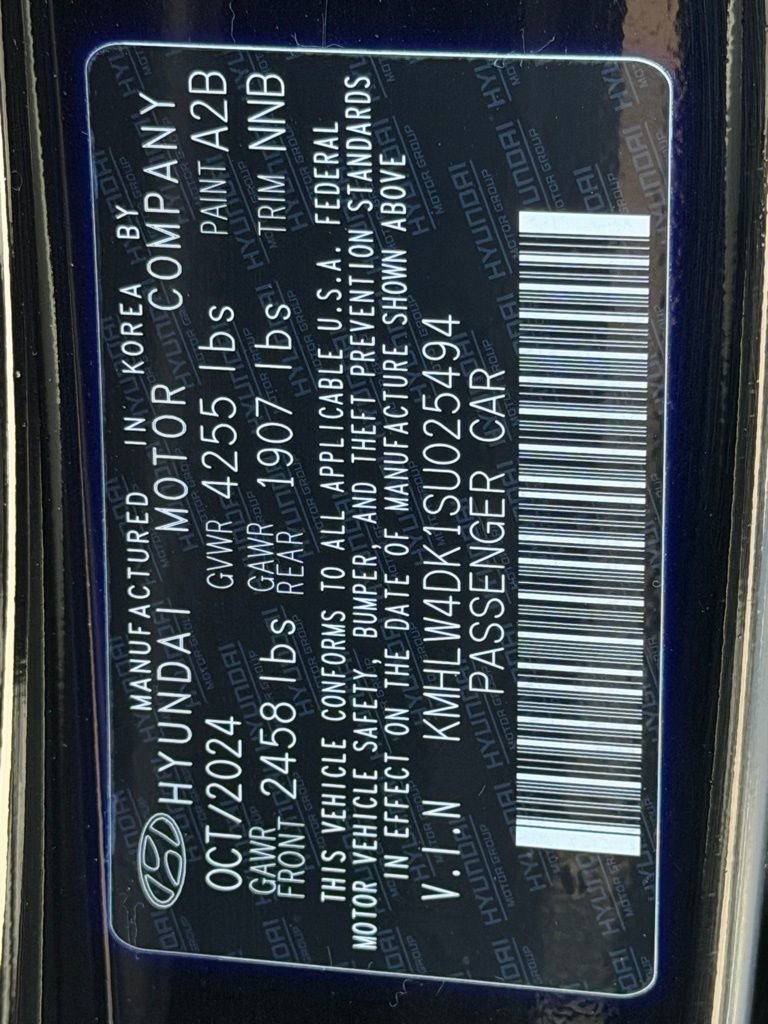 MANUFACTURED IN KOREA BY
HYUNDAI MOTOR COMPANY
OCT/2024 GVWR 4255 lbs PAINT A2B
GAWR FRONT 2458 lbs GAWR REAR 1907 lbs TRIM NNB
THIS VEHICLE CONFORMS TO ALL APPLICABLE U.S.A. FEDERAL
MOTOR VEHICLE SAFETY, BUMPER, AND THEFT PREVENTION STANDARDS
IN EFFECT ON THE DATE OF MANUFACTURE SHOWN ABOVE
V.I.N KMHLW4DK1SU025494
PASSENGER CAR